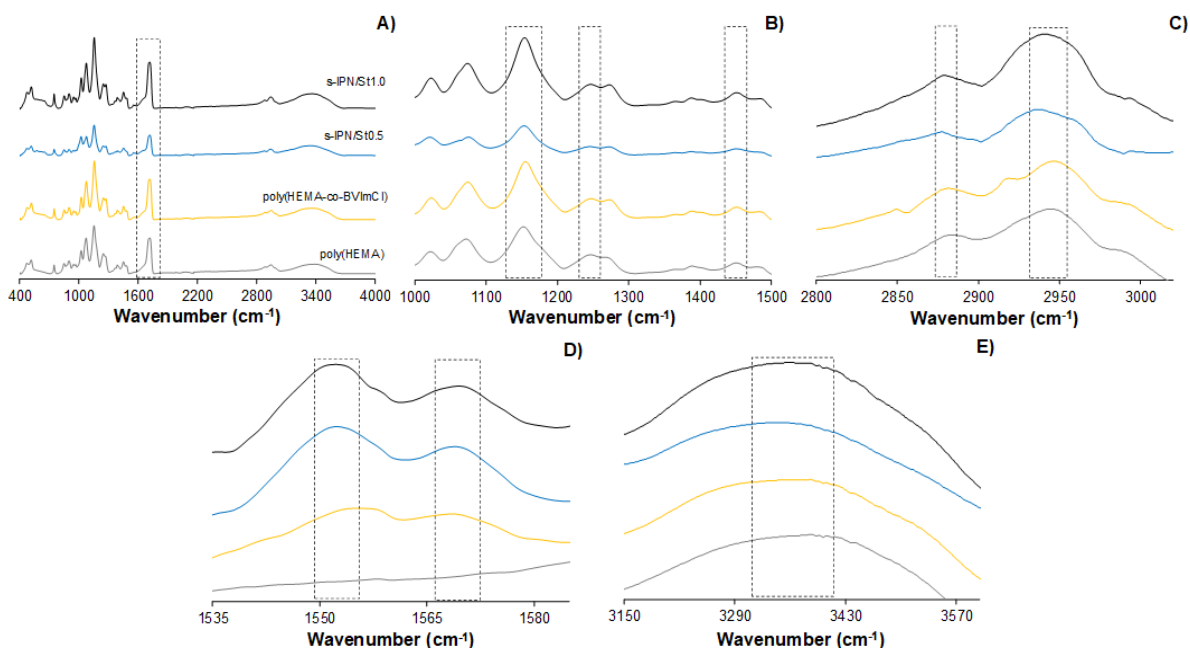 A)
s-IPN/St1.0
s-IPN/St0.5
poly(HEMA-co-BVImCl)
poly(HEMA)
400 1000 1600 2200 2800 3400 4000
Wavenumber (cm⁻¹)
B)
1000 1100 1200 1300 1400 1500
Wavenumber (cm⁻¹)
C)
2800 2850 2900 2950 3000
Wavenumber (cm⁻¹)
D)
1535 1550 1565 1580
Wavenumber (cm⁻¹)
E)
3150 3290 3430 3570
Wavenumber (cm⁻¹)